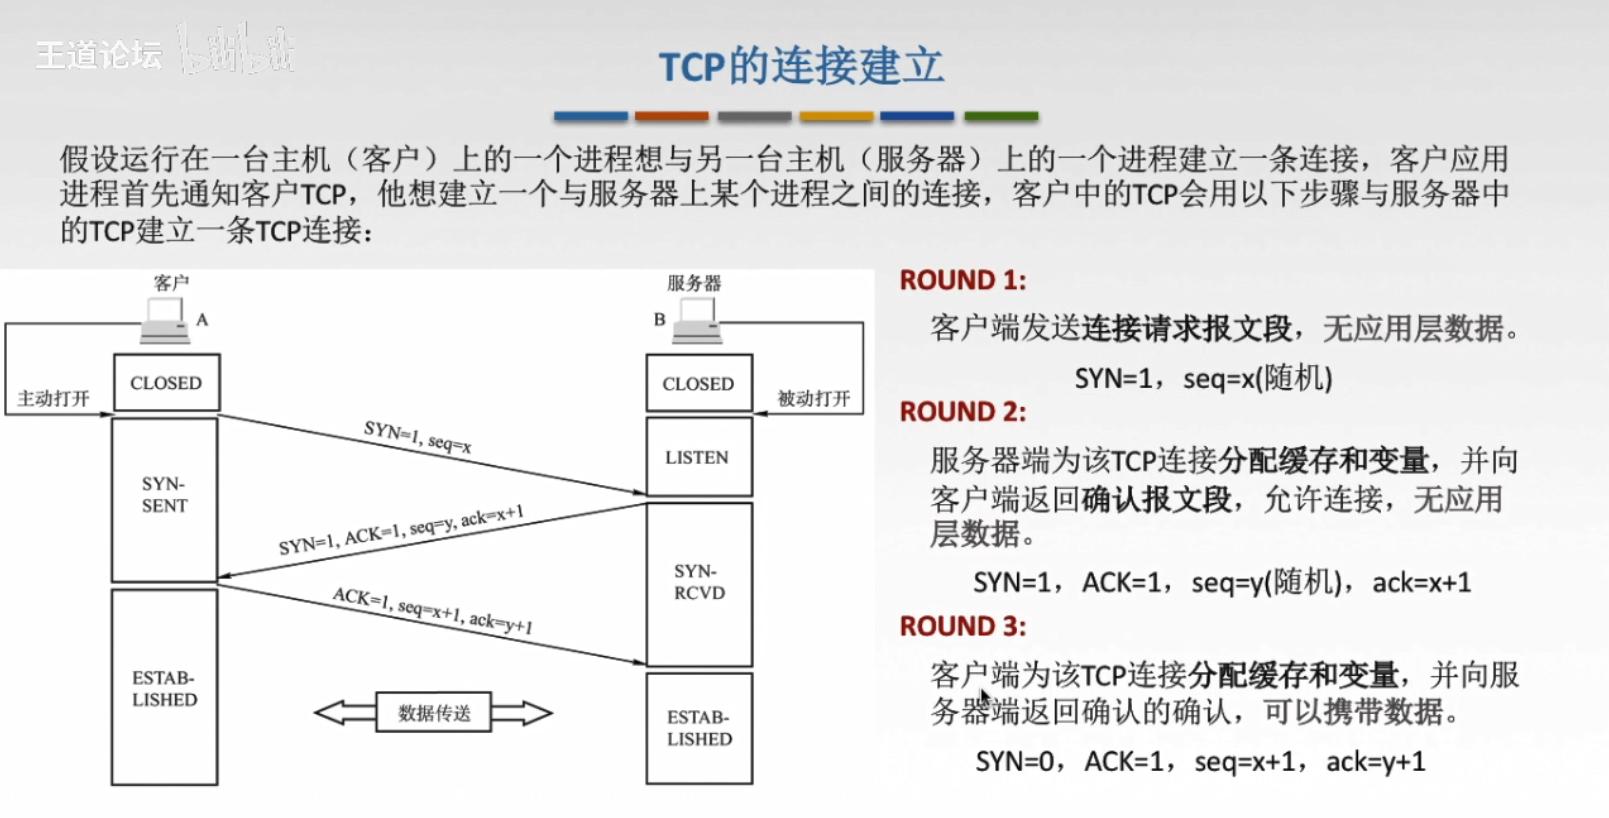 王道论坛 bilibili
TCP的连接建立
假设运行在一台主机（客户）上的一个进程想与另一台主机（服务器）上的一个进程建立一条连接，客户应用
进程首先通知客户TCP，他想建立一个与服务器上某个进程之间的连接，客户中的TCP会用以下步骤与服务器中
的TCP建立一条TCP连接：
客户
A
服务器
B
CLOSED
主动打开
CLOSED
被动打开
SYN=1, seq=x
LISTEN
SYN-
SENT
SYN=1, ACK=1, seq=y, ack=x+1
SYN-
RCVD
ACK=1, seq=x+1, ack=y+1
ESTAB-
LISHED
数据传送
ESTAB-
LISHED
ROUND 1:
客户端发送连接请求报文段，无应用层数据。
SYN=1，seq=x(随机)
ROUND 2:
服务器端为该TCP连接分配缓存和变量，并向
客户端返回确认报文段，允许连接，无应用
层数据。
SYN=1，ACK=1，seq=y(随机)，ack=x+1
ROUND 3:
客户端为该TCP连接分配缓存和变量，并向服
务器端返回确认的确认，可以携带数据。
SYN=0，ACK=1，seq=x+1，ack=y+1